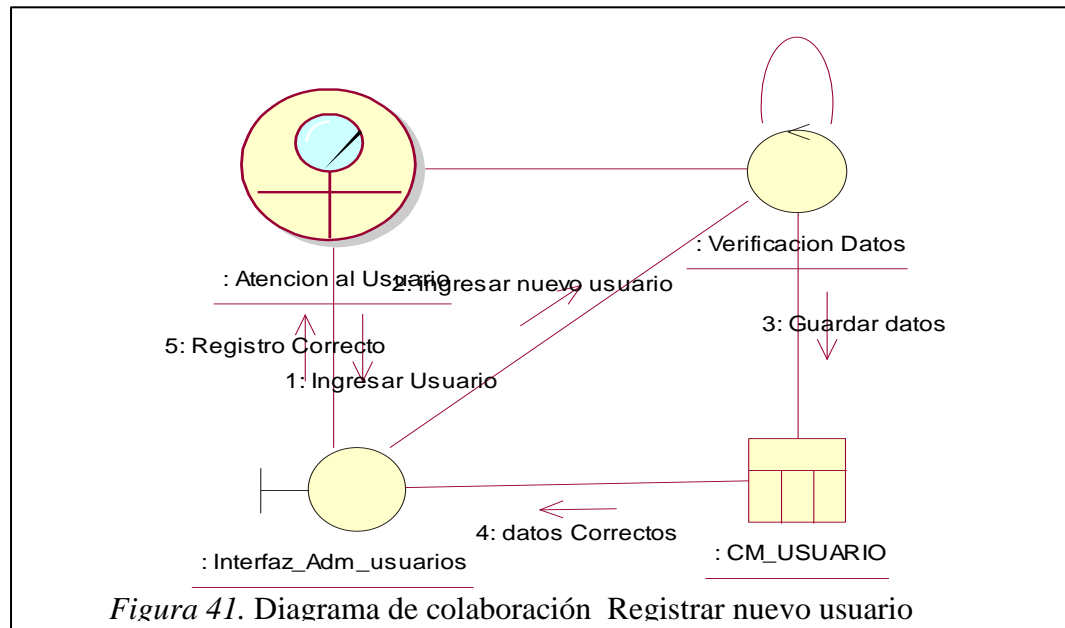 : Verificacion Datos
: Atencion al Usuario
2: Ingresar nuevo usuario
3: Guardar datos
5: Registro Correcto
1: Ingresar Usuario
4: datos Correctos
: CM_USUARIO
: Interfaz_Adm_usuarios
Figura 41. Diagrama de colaboración Registrar nuevo usuario